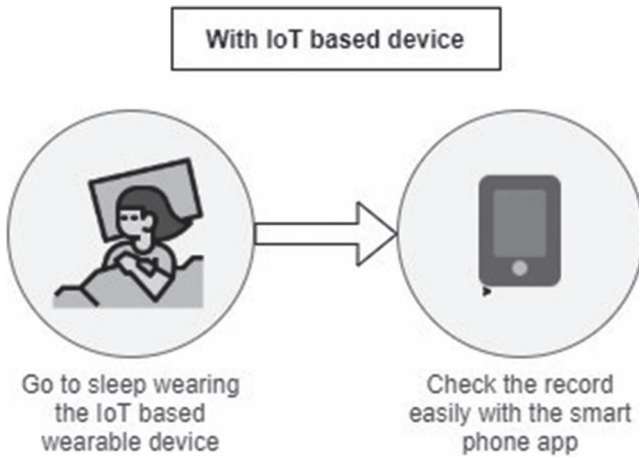 With IoT based device
Go to sleep wearing
the IoT based
wearable device
Check the record
easily with the smart
phone app